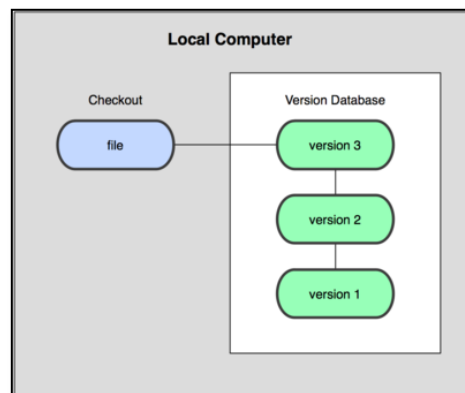 Local Computer
Checkout
Version Database
file
version 3
version 2
version 1